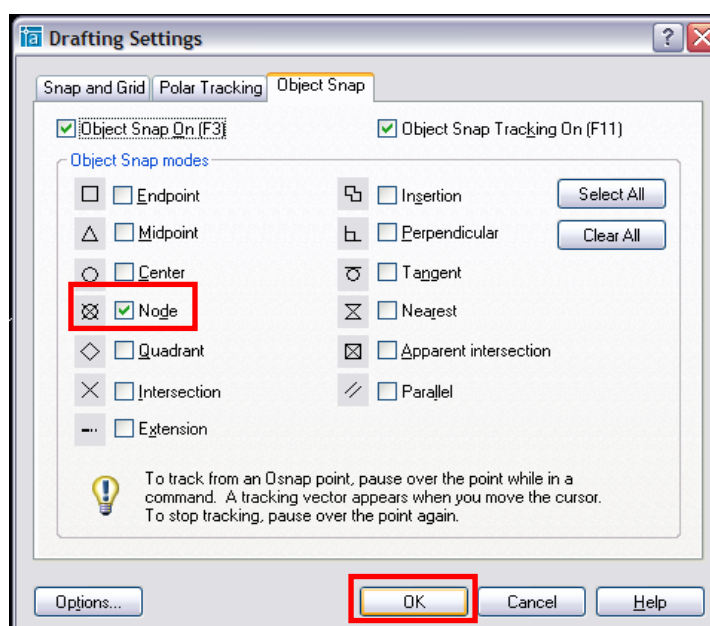 Drafting Settings
Snap and Grid Polar Tracking Object Snap
Object Snap On (F3) Object Snap Tracking On (F11)
Object Snap modes
Endpoint Insertion Select All
Midpoint Perpendicular Clear All
Center Tangent
Node Nearest
Quadrant Apparent intersection
Intersection Parallel
Extension
To track from an Osnap point, pause over the point while in a
command. A tracking vector appears when you move the cursor.
To stop tracking, pause over the point again.
Options... OK Cancel Help